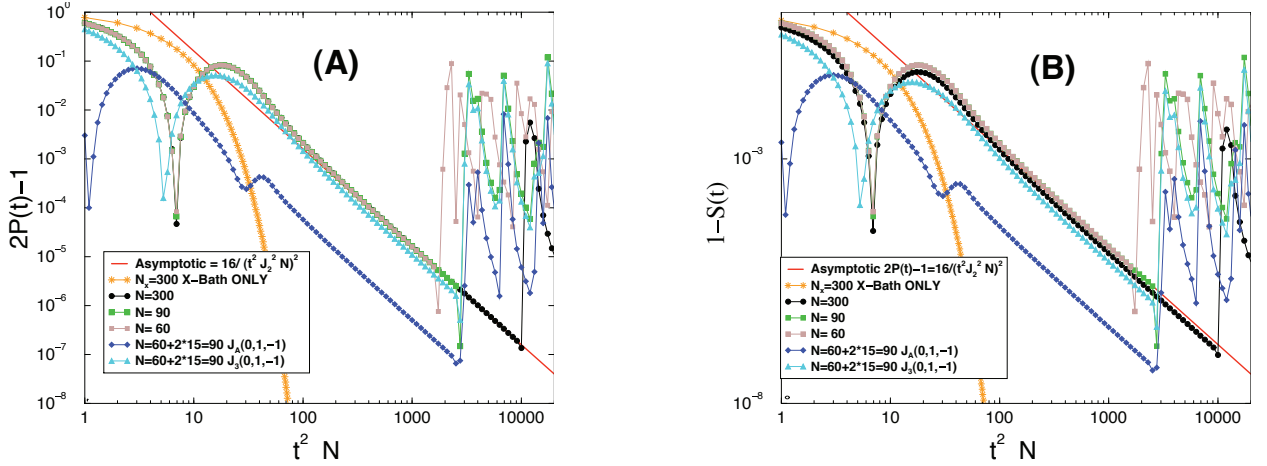 (A)
2P(t)−1
10⁰
10⁻¹
10⁻²
10⁻³
10⁻⁴
10⁻⁵
10⁻⁶
10⁻⁷
10⁻⁸
Asymptotic = 16/ (t² J₂² N)²
Nₓ=300 X−Bath ONLY
N=300
N= 90
N= 60
N=60+2*15=90 J_A(0,1,−1)
N=60+2*15=90 J₃(0,1,−1)
1 10 100 1000 10000
t² N
(B)
1−S(t)
10⁻³
10⁻⁸
Asymptotic 2P(t)−1=16/(t²J₂² N)²
Nₓ=300 X−Bath ONLY
N=300
N= 90
N= 60
N=60+2*15=90 J_A(0,1,−1)
N=60+2*15=90 J₃(0,1,−1)
1 10 100 1000 10000
t² N